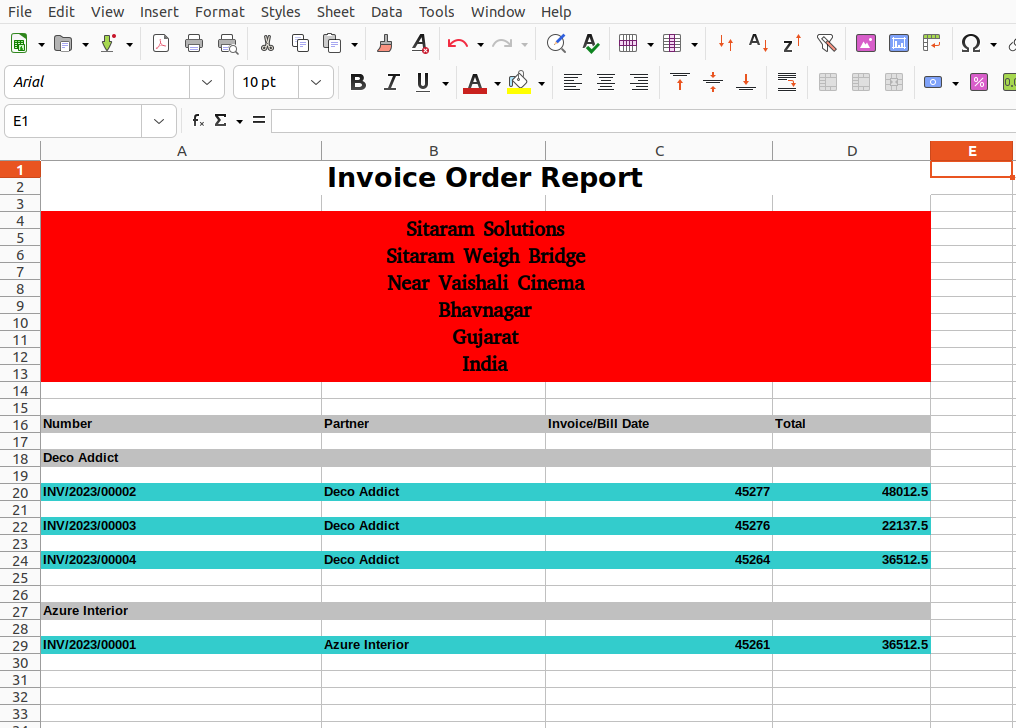 File Edit View Insert Format Styles Sheet Data Tools Window Help
Arial 10 pt
E1
A B C D E
1 Invoice Order Report
2
3
4 Sitaram Solutions
5
6 Sitaram Weigh Bridge
7
8 Near Vaishali Cinema
9
10 Bhavnagar
11 Gujarat
12
13 India
14
15
16 Number Partner Invoice/Bill Date Total
17
18 Deco Addict
19
20 INV/2023/00002 Deco Addict 45277 48012.5
21
22 INV/2023/00003 Deco Addict 45276 22137.5
23
24 INV/2023/00004 Deco Addict 45264 36512.5
25
26
27 Azure Interior
28
29 INV/2023/00001 Azure Interior 45261 36512.5
30
31
32
33